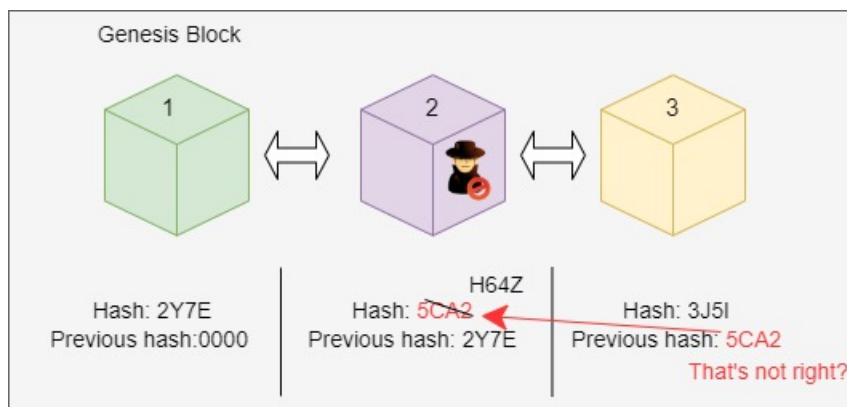 Genesis Block
1
2
3
Hash: 2Y7E
Previous hash:0000
H64Z
Hash: 5CA2
Previous hash: 2Y7E
Hash: 3J5I
Previous hash: 5CA2
That's not right?